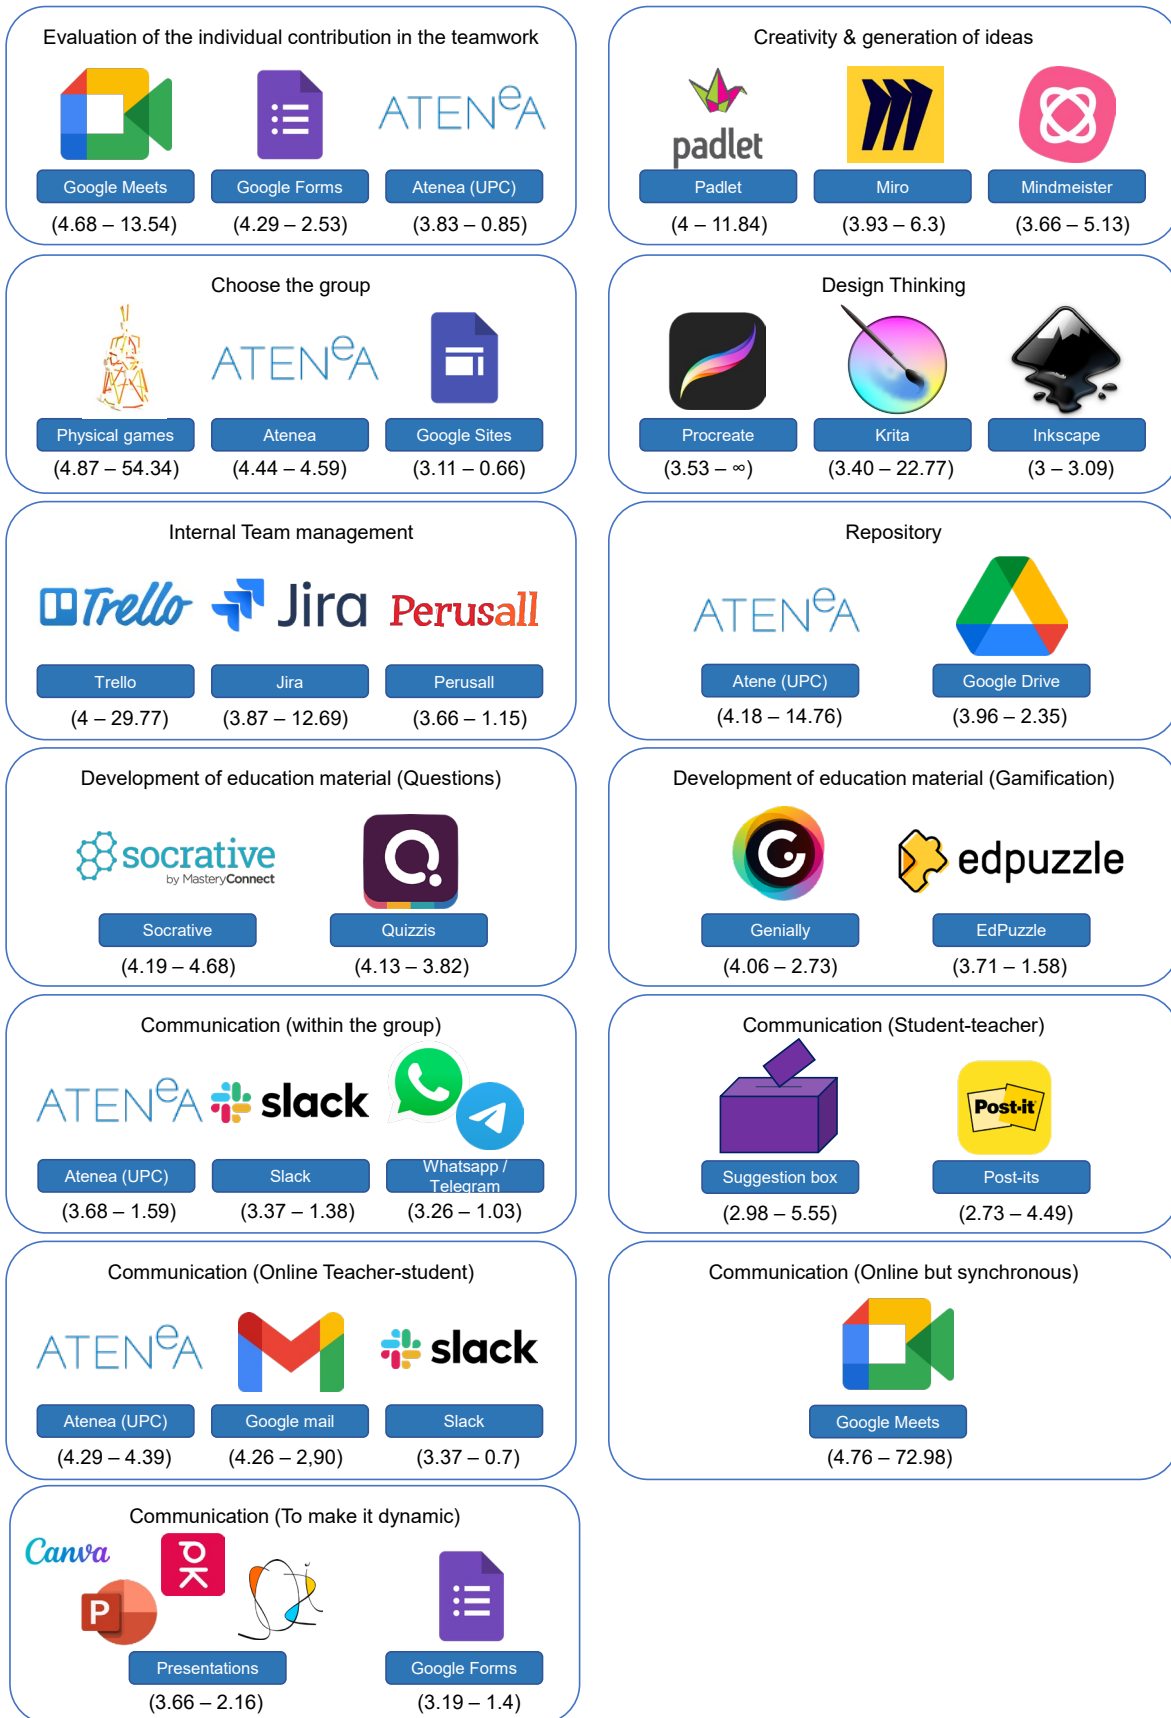 Evaluation of the individual contribution in the teamwork
ATENeA
Google Meets
Google Forms
Atenea (UPC)
(4.68 – 13.54)
(4.29 – 2.53)
(3.83 – 0.85)
Creativity & generation of ideas
padlet
Padlet
Miro
Mindmeister
(4 – 11.84)
(3.93 – 6.3)
(3.66 – 5.13)
Choose the group
ATENeA
Physical games
Atenea
Google Sites
(4.87 – 54.34)
(4.44 – 4.59)
(3.11 – 0.66)
Design Thinking
Procreate
Krita
Inkscape
(3.53 – ∞)
(3.40 – 22.77)
(3 – 3.09)
Internal Team management
Trello
Jira
Perusall
Trello
Jira
Perusall
(4 – 29.77)
(3.87 – 12.69)
(3.66 – 1.15)
Repository
ATENeA
Atene (UPC)
Google Drive
(4.18 – 14.76)
(3.96 – 2.35)
Development of education material (Questions)
socrative
by MasteryConnect
Socrative
Quizzis
(4.19 – 4.68)
(4.13 – 3.82)
Development of education material (Gamification)
edpuzzle
Genially
EdPuzzle
(4.06 – 2.73)
(3.71 – 1.58)
Communication (within the group)
ATENeA
slack
Atenea (UPC)
Slack
Whatsapp /
Telegram
(3.68 – 1.59)
(3.37 – 1.38)
(3.26 – 1.03)
Communication (Student-teacher)
Post-it
Suggestion box
Post-its
(2.98 – 5.55)
(2.73 – 4.49)
Communication (Online Teacher-student)
ATENeA
slack
Atenea (UPC)
Google mail
Slack
(4.29 – 4.39)
(4.26 – 2,90)
(3.37 – 0.7)
Communication (Online but synchronous)
Google Meets
(4.76 – 72.98)
Communication (To make it dynamic)
Canva
PK
P
Presentations
Google Forms
(3.66 – 2.16)
(3.19 – 1.4)